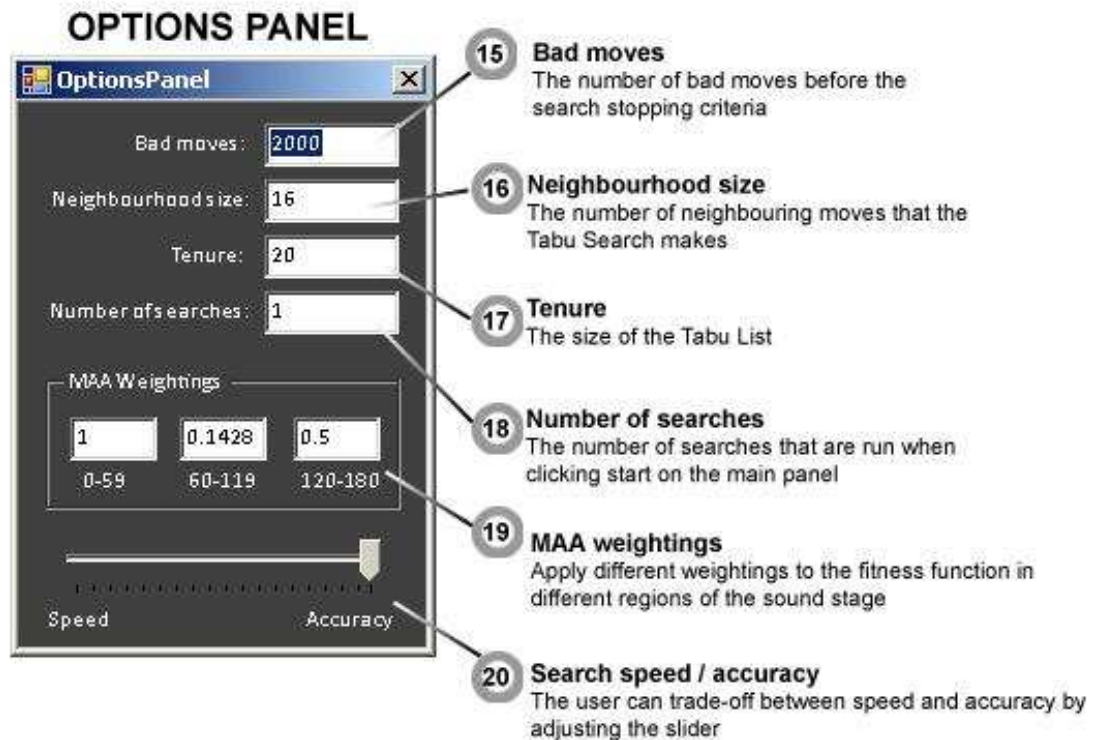 OPTIONS PANEL
OptionsPanel
Bad moves: 2000
Neighbourhood size: 16
Tenure: 20
Number of searches: 1
MAA Weightings
1 0.1428 0.5
0-59 60-119 120-180
Speed Accuracy
15 Bad moves
The number of bad moves before the
search stopping criteria
16 Neighbourhood size
The number of neighbouring moves that the
Tabu Search makes
17 Tenure
The size of the Tabu List
18 Number of searches
The number of searches that are run when
clicking start on the main panel
19 MAA weightings
Apply different weightings to the fitness function in
different regions of the sound stage
20 Search speed / accuracy
The user can trade-off between speed and accuracy by
adjusting the slider